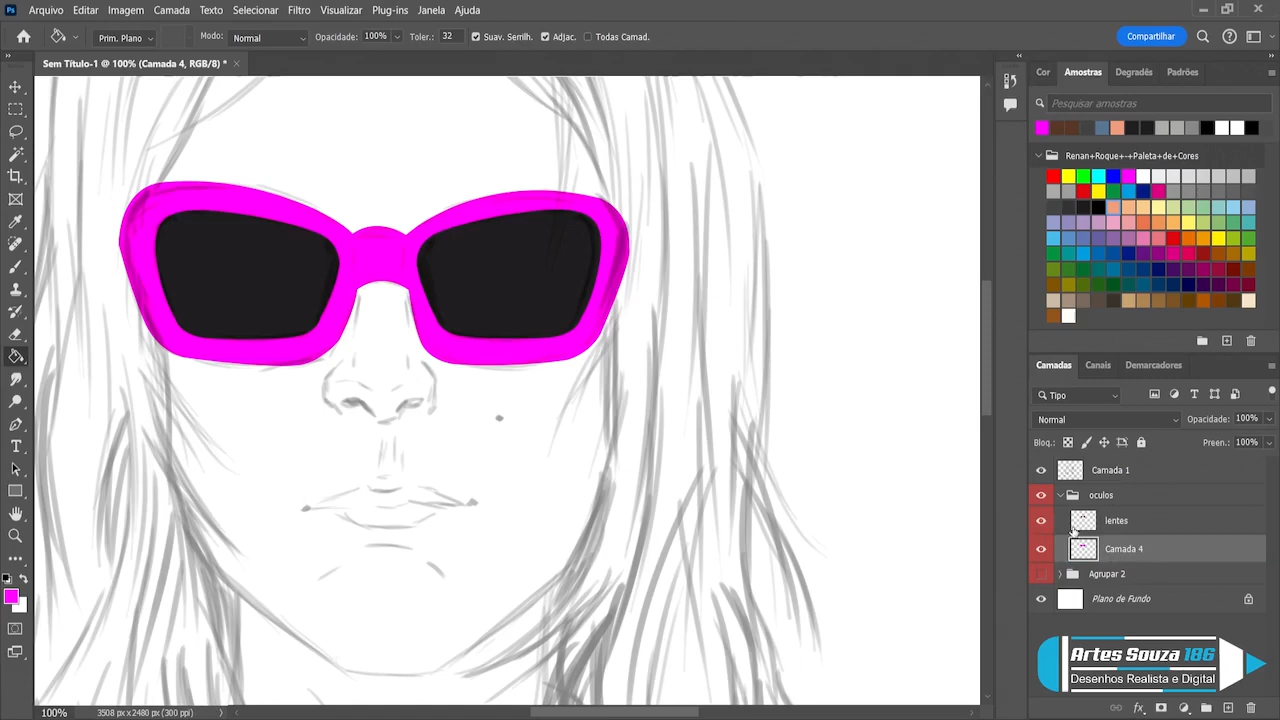 Ps Arquivo Editar Imagem Camada Texto Selecionar Filtro Visualizar Plug-ins Janela Ajuda
Prim. Plano Modo: Normal Opacidade: 100% Toler.: 32 Suav. Semlh. Adjac. Todas Camad. Compartilhar
Sem Título-1 @ 100% (Camada 4, RGB/8) *
Cor Amostras Degradês Padrões
Pesquisar amostras
Renan+Roque+-+Paleta+de+Cores
Camadas Canais Demarcadores
Tipo
Normal Opacidade: 100%
Bloq.: Preen.: 100%
Camada 1
oculos
lentes
Camada 4
Agrupar 2
Plano de Fundo
Artes Souza 186
Desenhos Realista e Digital
100% 3508 px x 2480 px (300 ppi)